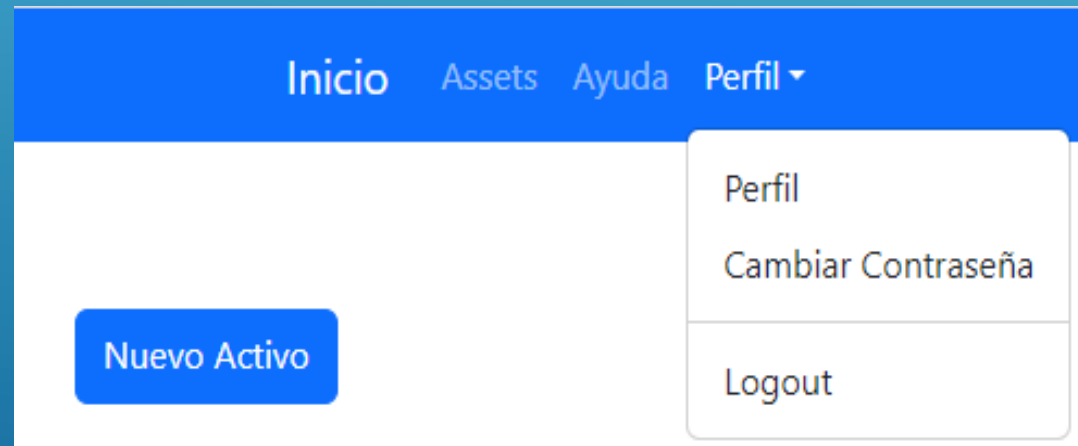 Inicio Assets Ayuda Perfil
Perfil
Cambiar Contraseña
Nuevo Activo
Logout